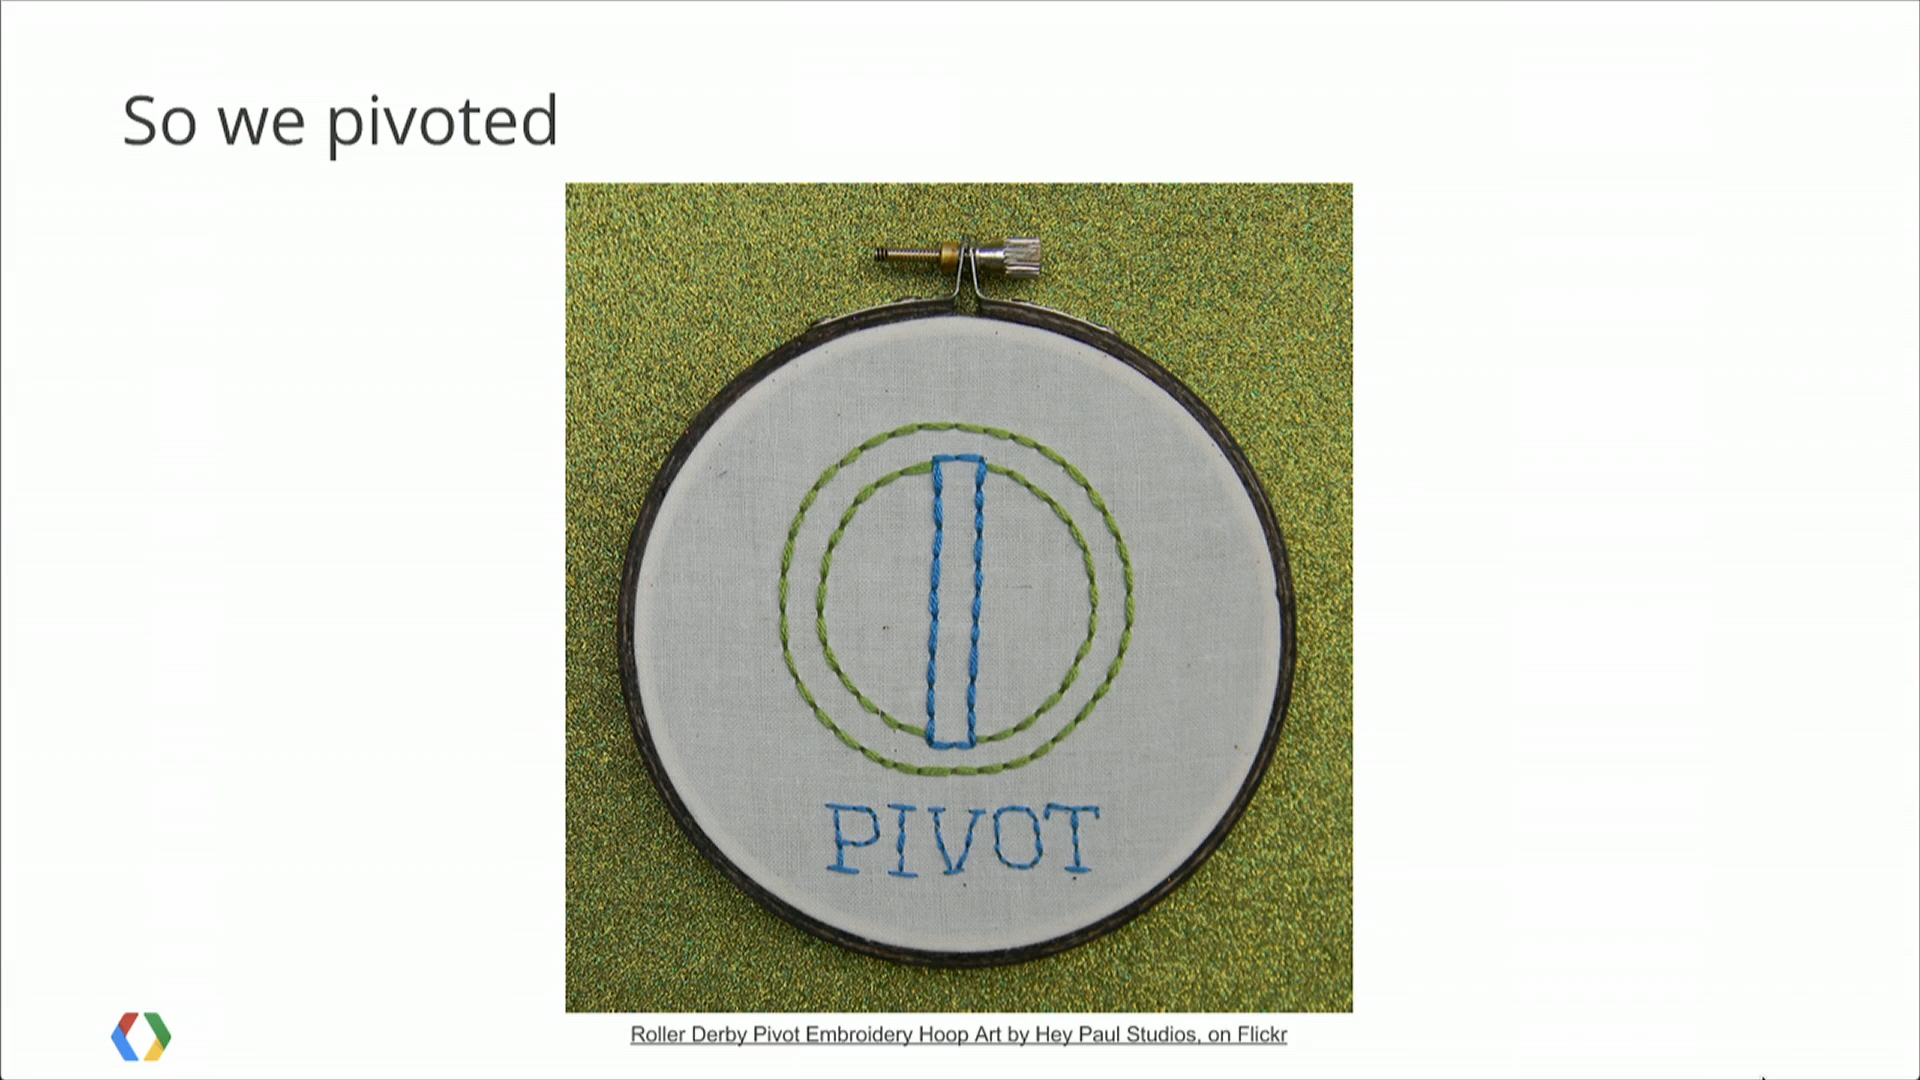 So we pivoted
PIVOT
Roller Derby Pivot Embroidery Hoop Art by Hey Paul Studios, on Flickr